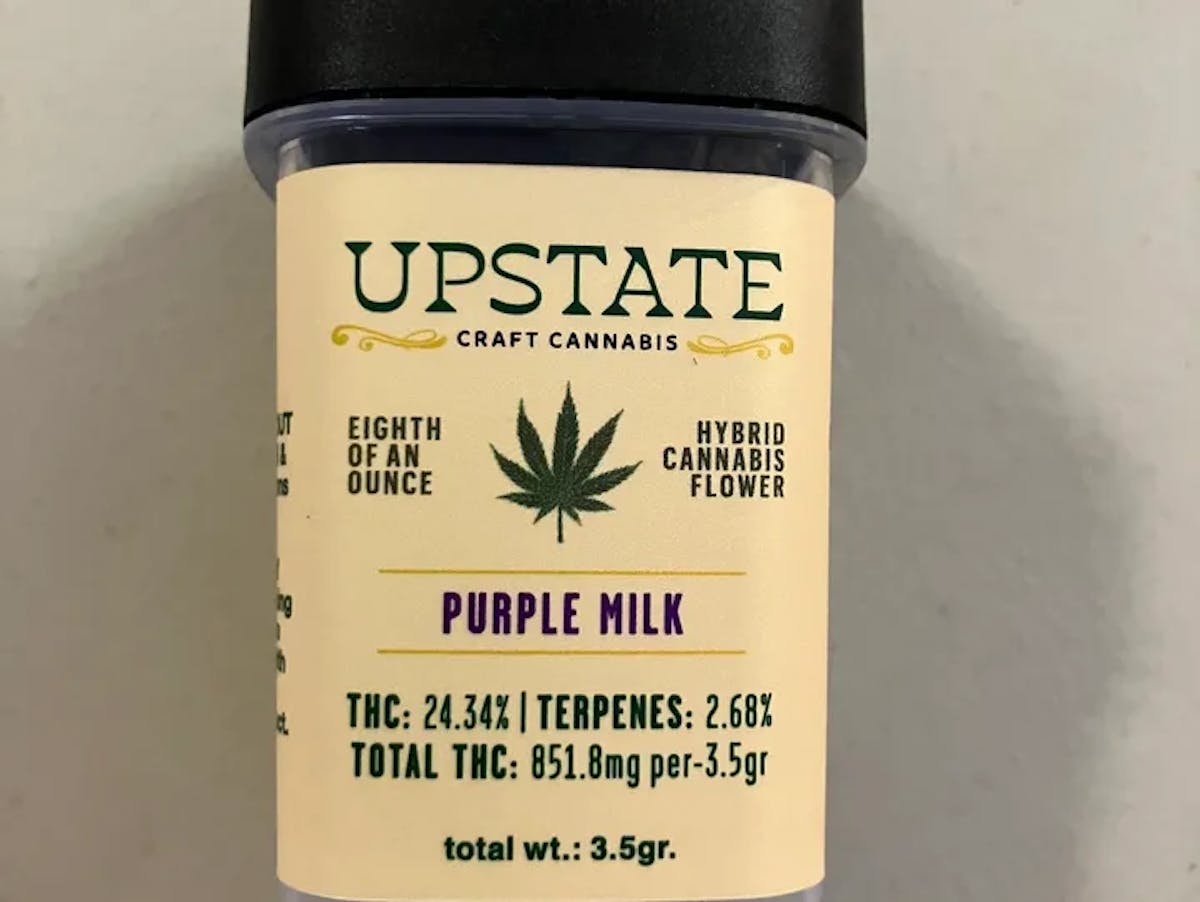 UPSTATE
CRAFT CANNABIS
EIGHTH
OF AN
OUNCE
HYBRID
CANNABIS
FLOWER
PURPLE MILK
THC: 24.34% | TERPENES: 2.68%
TOTAL THC: 851.8mg per-3.5gr
total wt.: 3.5gr.